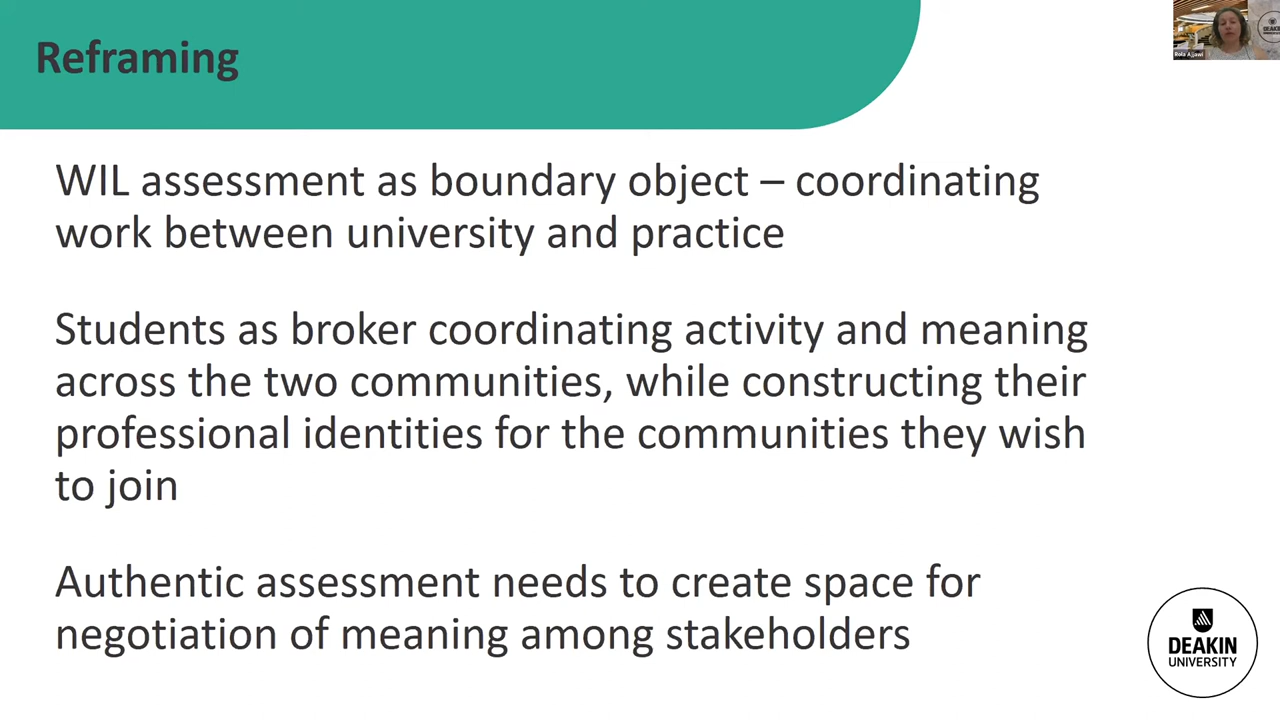 Reframing
Rola Ajjawi
WIL assessment as boundary object – coordinating
work between university and practice
Students as broker coordinating activity and meaning
across the two communities, while constructing their
professional identities for the communities they wish
to join
Authentic assessment needs to create space for
negotiation of meaning among stakeholders
DEAKIN
UNIVERSITY